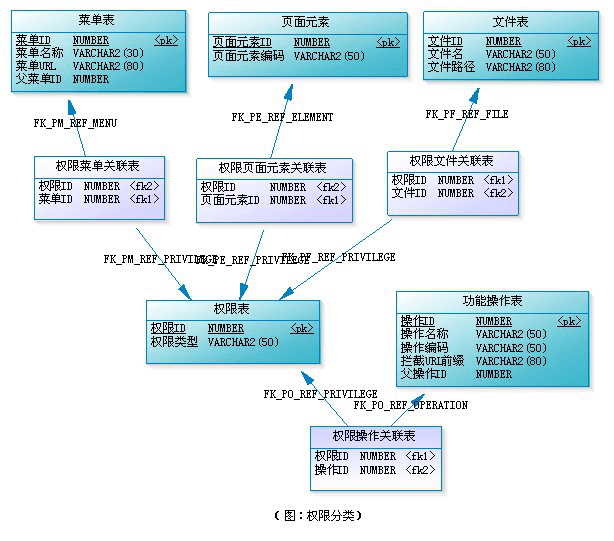 菜单表
菜单ID NUMBER <pk>
菜单名称 VARCHAR2(30)
菜单URL VARCHAR2(80)
父菜单ID NUMBER
页面元素
页面元素ID NUMBER <pk>
页面元素编码 VARCHAR2(50)
文件表
文件ID NUMBER <pk>
文件名 VARCHAR2(50)
文件路径 VARCHAR2(80)
FK_PM_REF_MENU
FK_PE_REF_ELEMENT
FK_PF_REF_FILE
权限菜单关联表
权限ID NUMBER <fk2>
菜单ID NUMBER <fk1>
权限页面元素关联表
权限ID NUMBER <fk2>
页面元素ID NUMBER <fk1>
权限文件关联表
权限ID NUMBER <fk1>
文件ID NUMBER <fk2>
FK_PM_REF_PRIVILEGE
FK_PE_REF_PRIVILEGE
FK_PF_REF_PRIVILEGE
权限表
权限ID NUMBER <pk>
权限类型 VARCHAR2(50)
功能操作表
操作ID NUMBER <pk>
操作名称 VARCHAR2(50)
操作编码 VARCHAR2(50)
拦截URI前缀 VARCHAR2(80)
父操作ID NUMBER
FK_PO_REF_PRIVILEGE
FK_PO_REF_OPERATION
权限操作关联表
权限ID NUMBER <fk1>
操作ID NUMBER <fk2>
(图：权限分类)